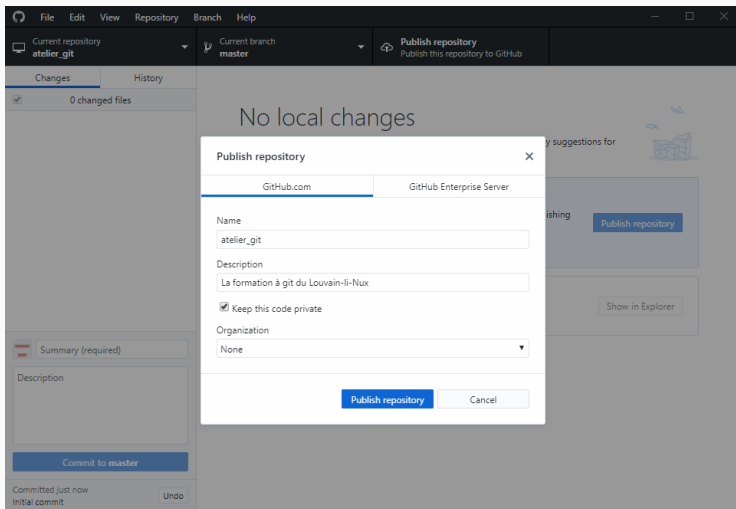 File Edit View Repository Branch Help
Current repository
atelier_git
Current branch
master
Publish repository
Publish this repository to GitHub
Changes History
0 changed files
No local changes
y suggestions for
Publish repository
GitHub.com GitHub Enterprise Server
Name
atelier_git
Description
La formation à git du Louvain-li-Nux
Keep this code private
Organization
None
Publish repository Cancel
ishing
Publish repository
Show in Explorer
Summary (required)
Description
Commit to master
Committed just now
Initial commit
Undo